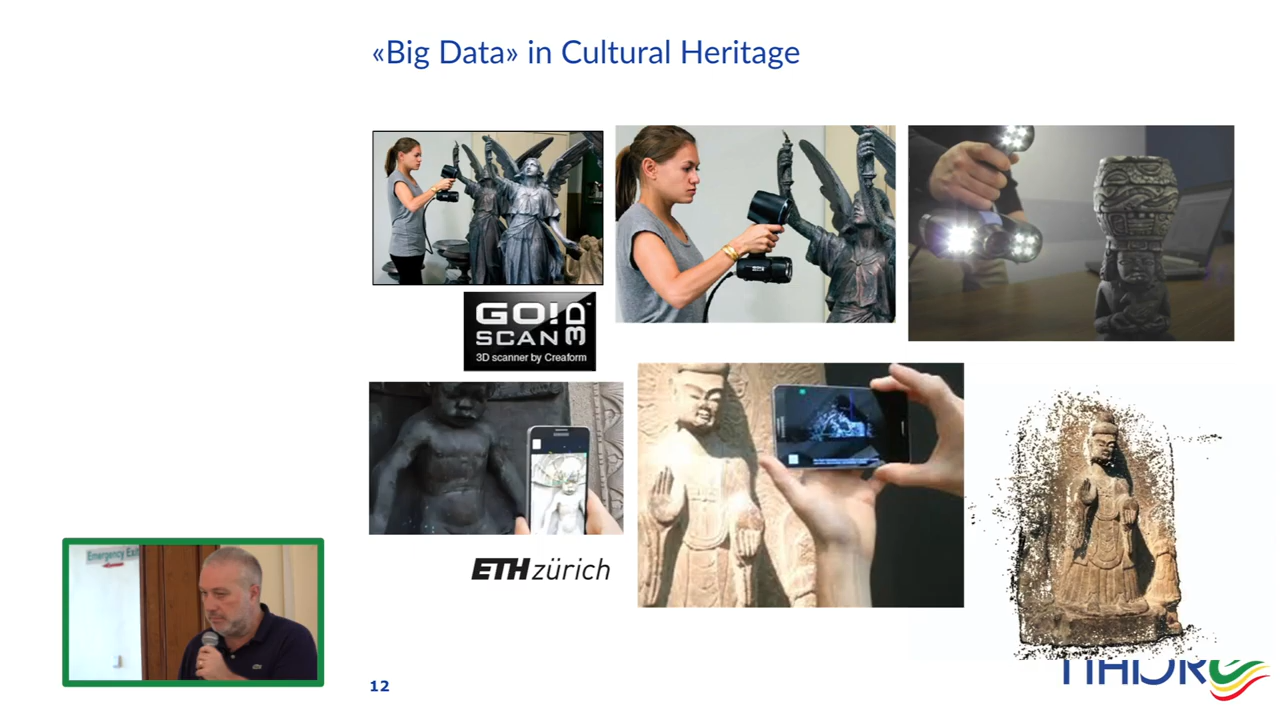 «Big Data» in Cultural Heritage
GO!
SCAN 3D
3D scanner by Creaform
ETH zürich
Emergency Exit
12